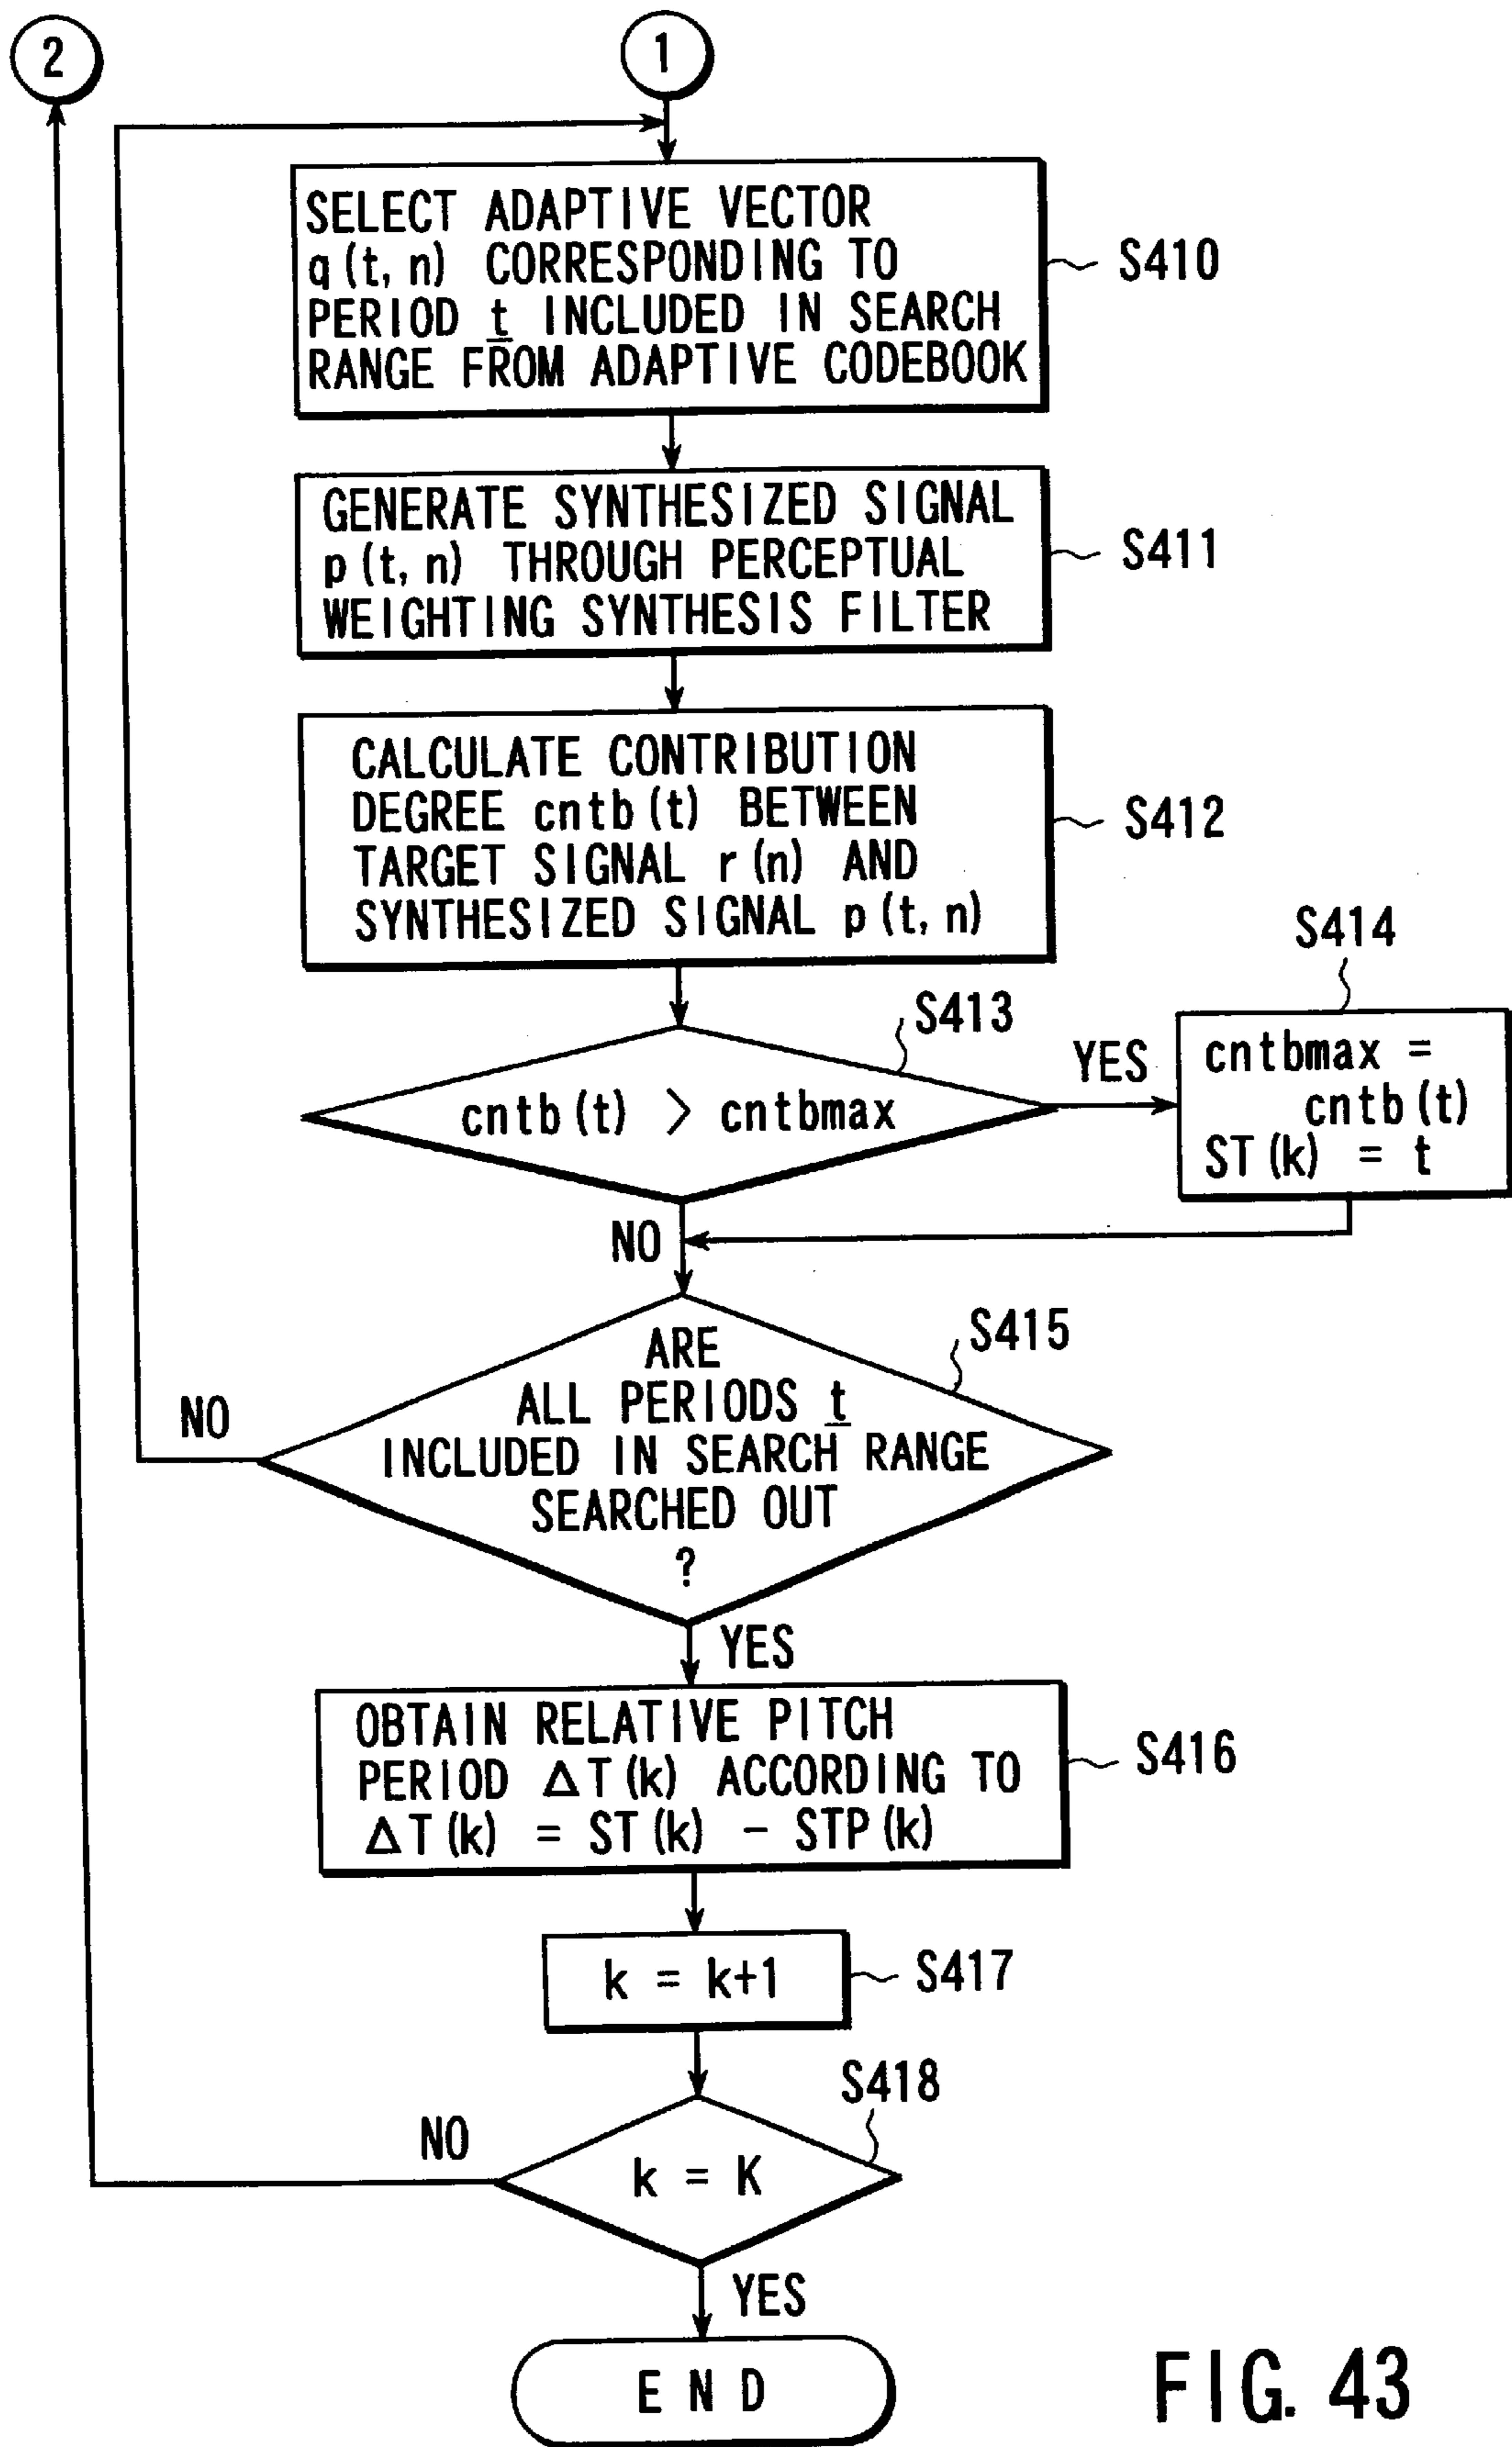 2
1
SELECT ADAPTIVE VECTOR
q(t, n) CORRESPONDING TO
PERIOD t INCLUDED IN SEARCH
RANGE FROM ADAPTIVE CODEBOOK
S410
GENERATE SYNTHESIZED SIGNAL
p(t, n) THROUGH PERCEPTUAL
WEIGHTING SYNTHESIS FILTER
S411
CALCULATE CONTRIBUTION
DEGREE cntb(t) BETWEEN
TARGET SIGNAL r(n) AND
SYNTHESIZED SIGNAL p(t, n)
S412
S413
cntb(t) > cntbmax
YES
S414
cntbmax =
cntb(t)
ST(k) = t
NO
S415
ARE
ALL PERIODS t
INCLUDED IN SEARCH RANGE
SEARCHED OUT
?
NO
YES
OBTAIN RELATIVE PITCH
PERIOD ΔT(k) ACCORDING TO
ΔT(k) = ST(k) - STP(k)
S416
k = k+1
S417
S418
k = K
NO
YES
END
FIG. 43